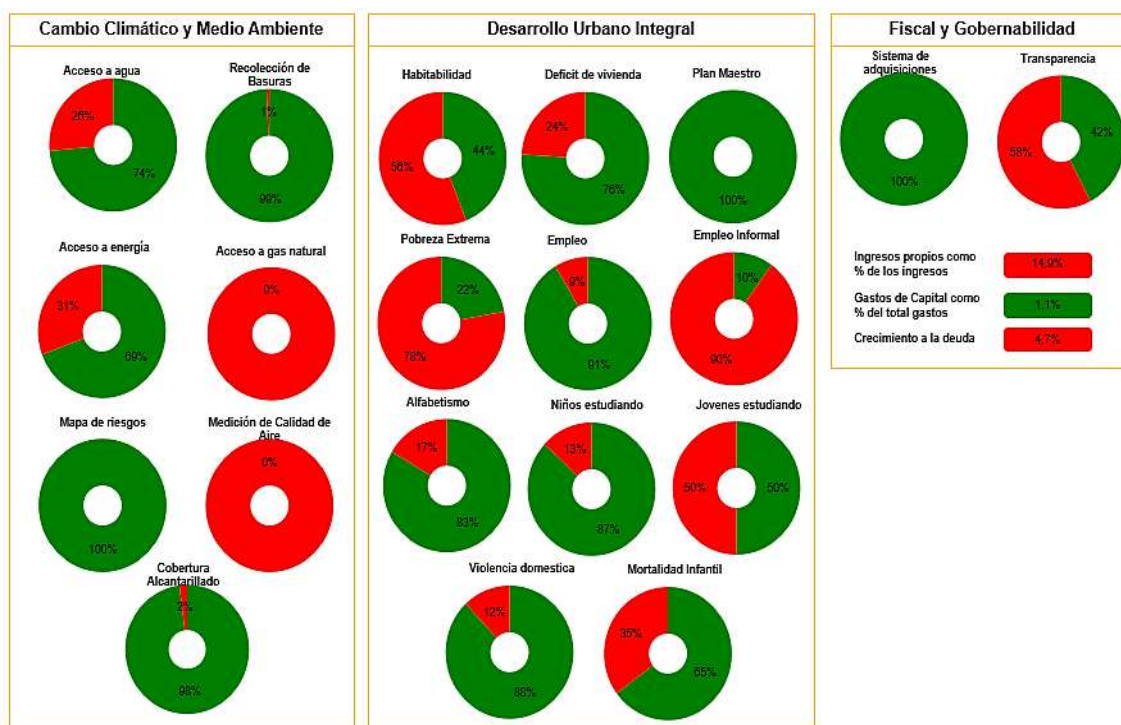 Cambio Climático y Medio Ambiente
Acceso a agua
26%
74%
Recolección de
Basuras
1%
99%
Acceso a energía
31%
69%
Acceso a gas natural
0%
Mapa de riesgos
100%
Medición de Calidad de
Aire
0%
Cobertura
Alcantarillado
2%
98%
Desarrollo Urbano Integral
Habitabilidad
56%
44%
Deficit de vivienda
24%
76%
Plan Maestro
100%
Pobreza Extrema
22%
78%
Empleo
9%
91%
Empleo Informal
10%
90%
Alfabetismo
17%
83%
Niños estudiando
13%
87%
Jovenes estudiando
50%
50%
Violencia domestica
12%
88%
Mortalidad Infantil
35%
65%
Fiscal y Gobernabilidad
Sistema de
adquisiciones
100%
Transparencia
58%
42%
Ingresos propios como
% de los ingresos
14,9%
Gastos de Capital como
% del total gastos
1,1%
Crecimiento a la deuda
4,7%